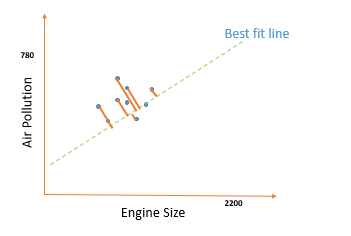 Best fit line
780
Air Pollution
2200
Engine Size